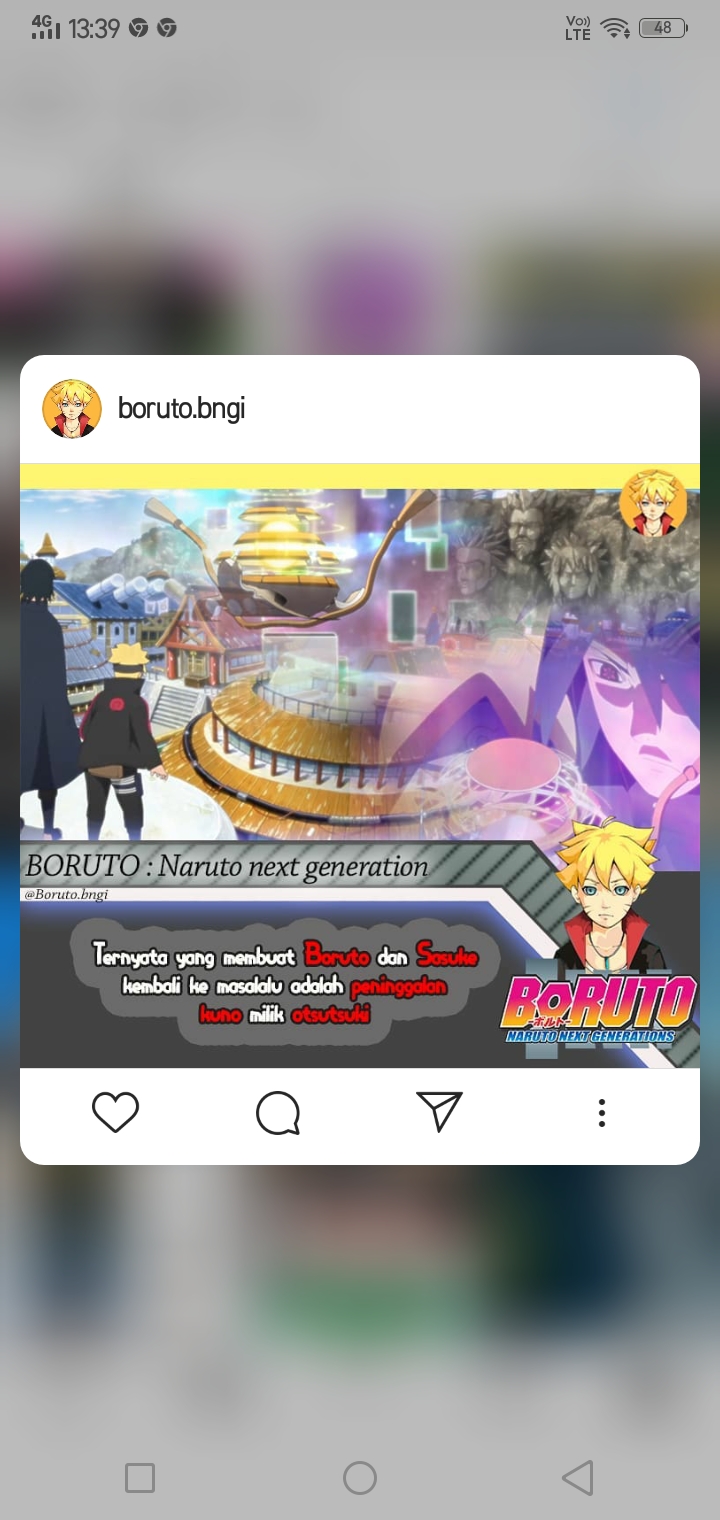 4G 13:39 Vo)) LTE 48
boruto.bngi
BORUTO : Naruto next generation
@Boruto.bngi
Ternyata yang membuat Boruto dan Sasuke
kembali ke masalalu adalah peninggalan
kuno milik otsutsuki
BORUTO
-ボルト-
NARUTO NEXT GENERATIONS